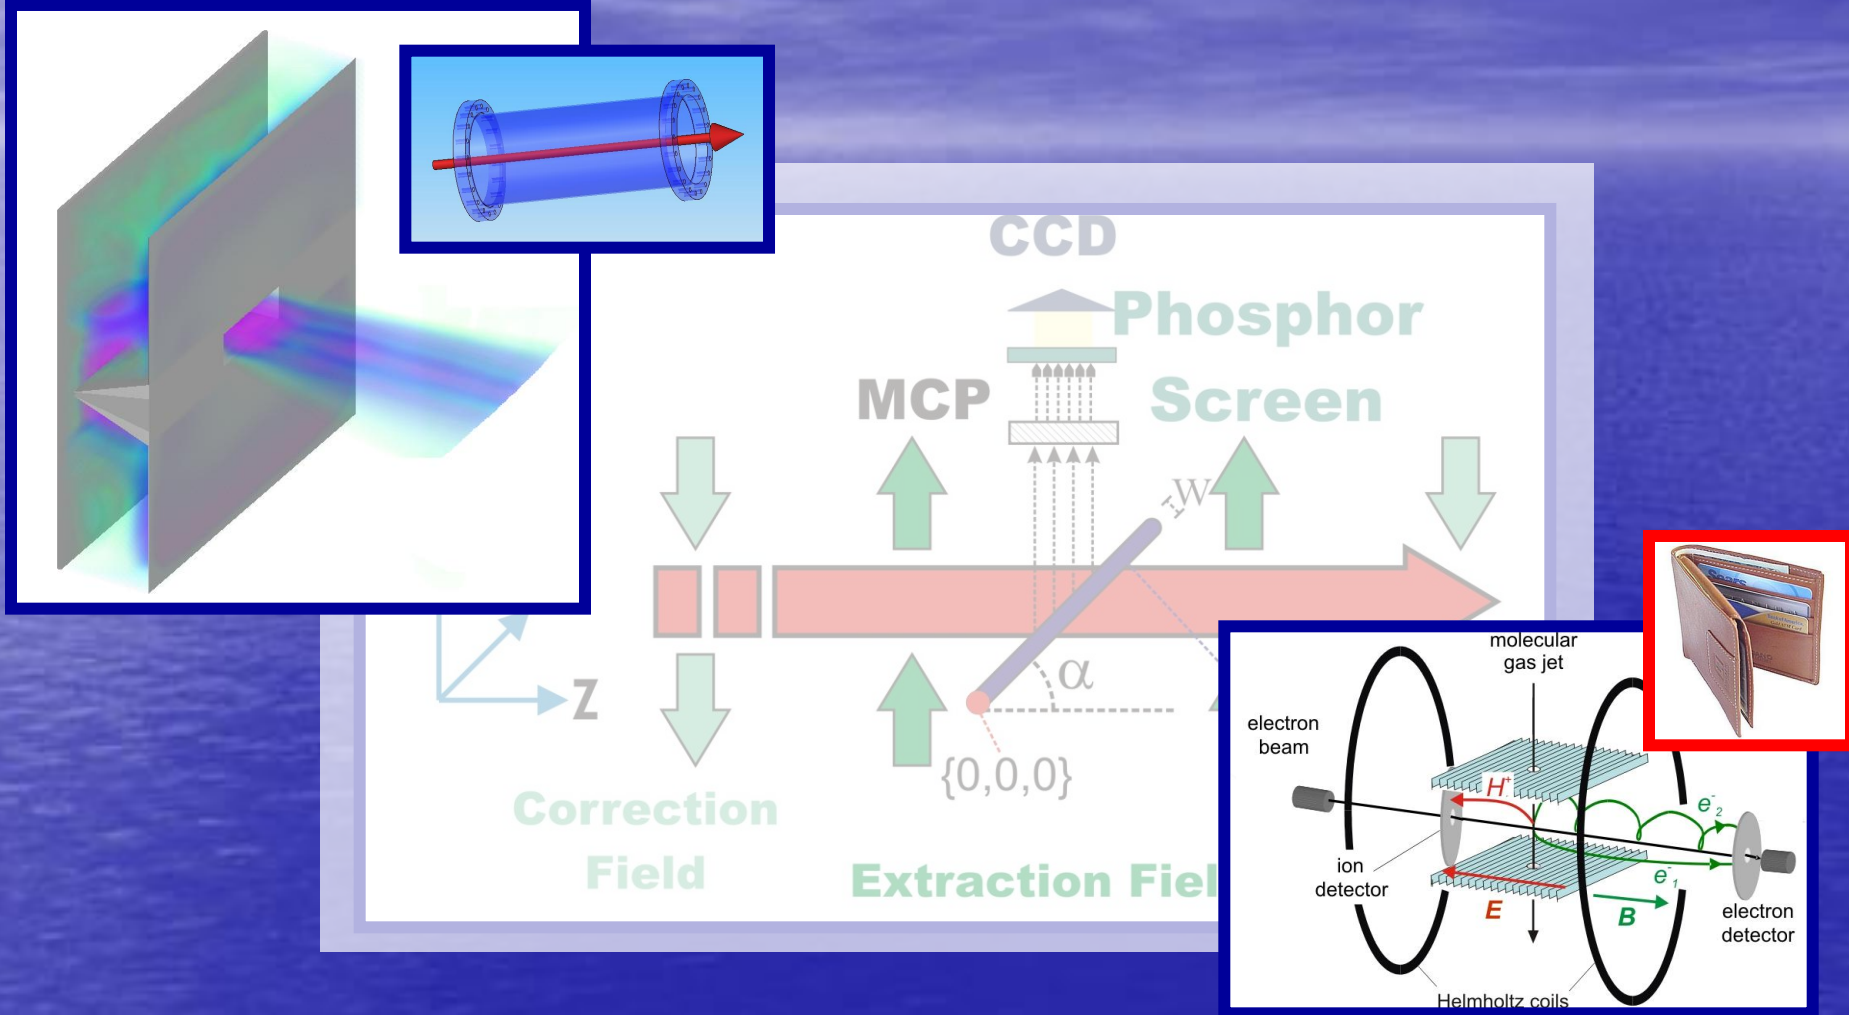 CCD
Phosphor
Screen
MCP
W
α
Z
{0,0,0}
Correction
Field
Extraction Fiel
molecular
gas jet
electron
beam
H+
e-2
ion
detector
e-1
E
B
electron
detector
Helmholtz coils
Sears